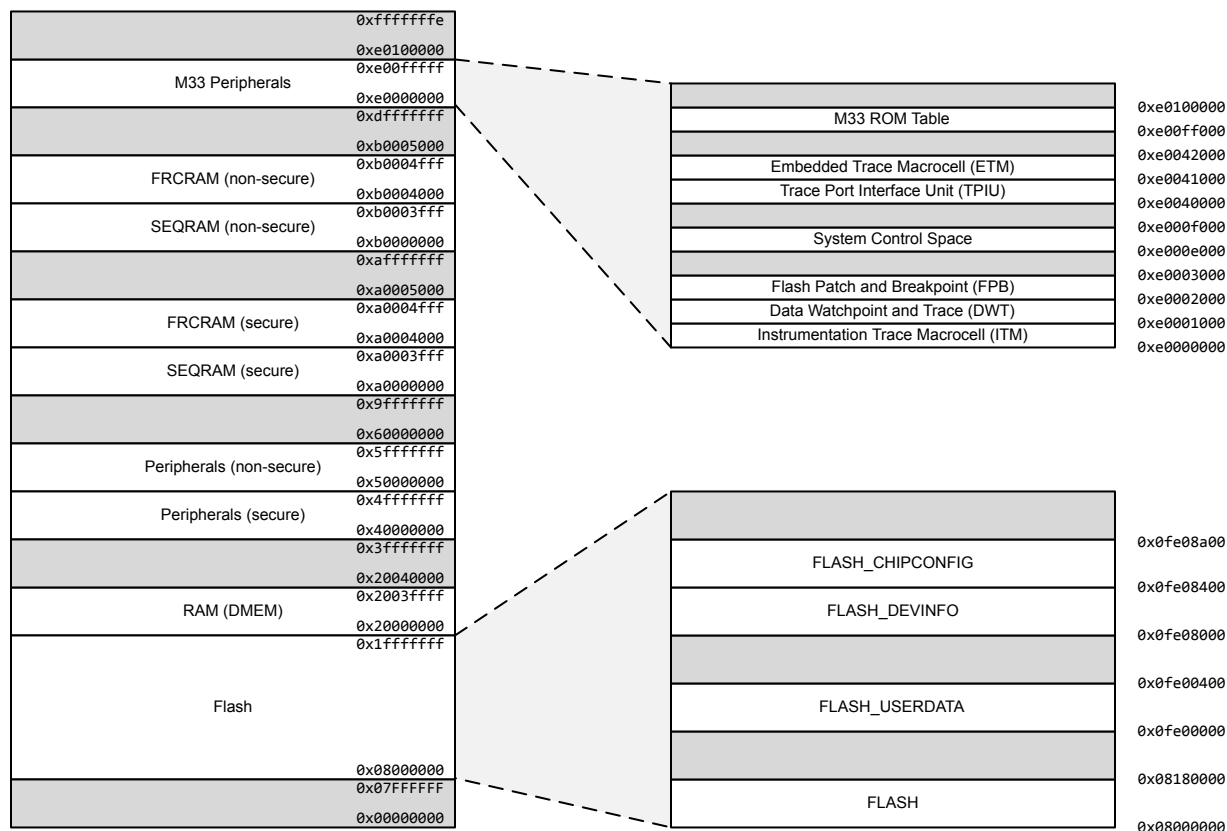 0xfffffffe
0xe0100000
0xe00fffff
M33 Peripherals
0xe0000000
0xdfffffff
0xb0005000
0xb0004fff
FRCRAM (non-secure)
0xb0004000
0xb0003fff
SEQRAM (non-secure)
0xb0000000
0xafffffff
0xa0005000
0xa0004fff
FRCRAM (secure)
0xa0004000
0xa0003fff
SEQRAM (secure)
0xa0000000
0x9fffffff
0x60000000
0x5fffffff
Peripherals (non-secure)
0x50000000
0x4fffffff
Peripherals (secure)
0x40000000
0x3fffffff
0x20040000
0x2003ffff
RAM (DMEM)
0x20000000
0x1fffffff
Flash
0x08000000
0x07FFFFFF
0x00000000
0xe0100000
M33 ROM Table
0xe00ff000
0xe0042000
Embedded Trace Macrocell (ETM)
0xe0041000
Trace Port Interface Unit (TPIU)
0xe0040000
0xe000f000
System Control Space
0xe000e000
0xe0003000
Flash Patch and Breakpoint (FPB)
0xe0002000
Data Watchpoint and Trace (DWT)
0xe0001000
Instrumentation Trace Macrocell (ITM)
0xe0000000
0x0fe08a00
FLASH_CHIPCONFIG
0x0fe08400
FLASH_DEVINFO
0x0fe08000
0x0fe00400
FLASH_USERDATA
0x0fe00000
0x08180000
FLASH
0x08000000